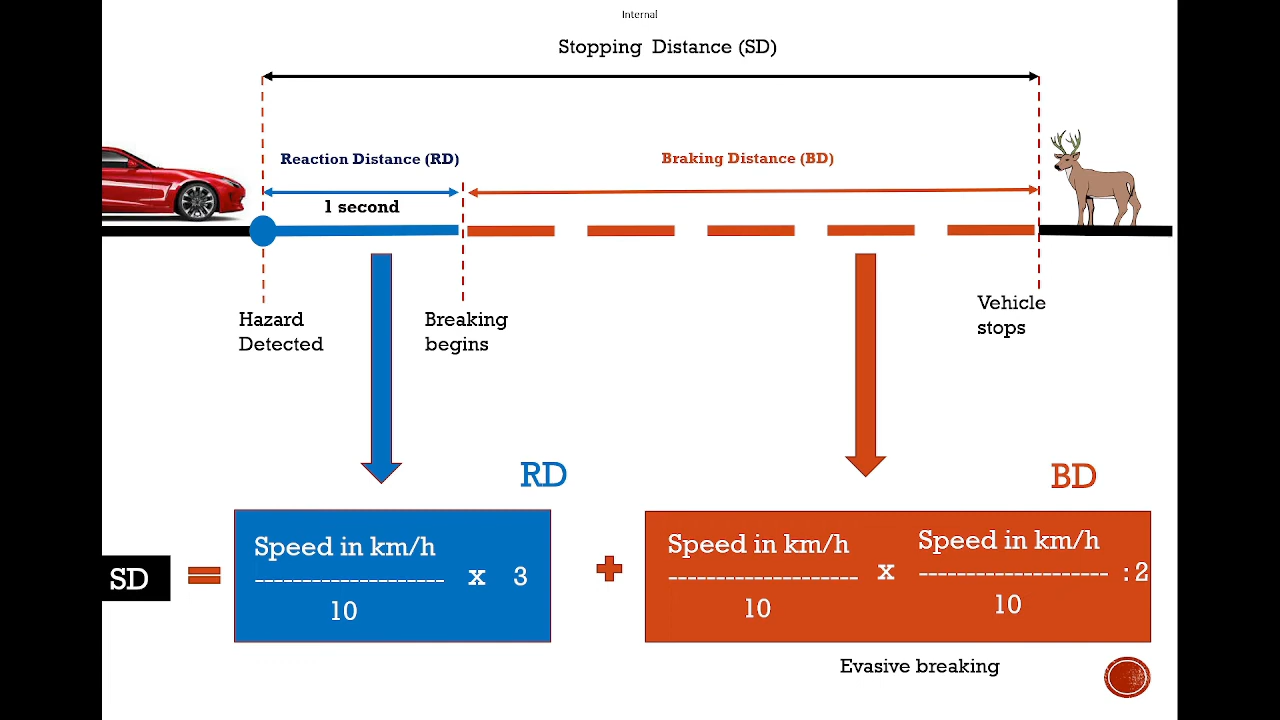 Internal
Stopping Distance (SD)
Reaction Distance (RD)
Braking Distance (BD)
1 second
Hazard
Detected
Breaking
begins
Vehicle
stops
RD
BD
SD
=
Speed in km/h
--------------------
10
x 3
+
Speed in km/h
--------------------
10
x
Speed in km/h
--------------------
10
: 2
Evasive breaking